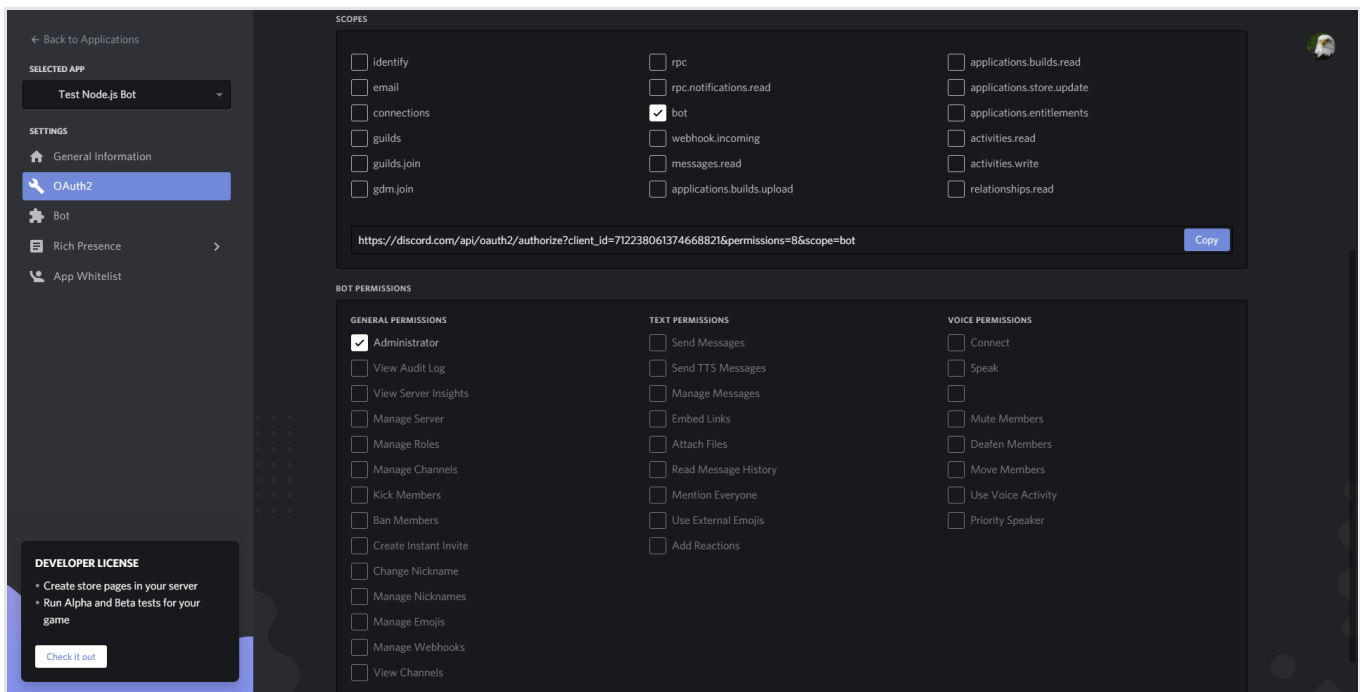 ← Back to Applications
SELECTED APP
Test Node.js Bot
SETTINGS
General Information
OAuth2
Bot
Rich Presence
App Whitelist
DEVELOPER LICENSE
• Create store pages in your server
• Run Alpha and Beta tests for your
game
Check it out
SCOPES
identify
email
connections
guilds
guilds.join
gdm.join
rpc
rpc.notifications.read
bot
webhook.incoming
messages.read
applications.builds.upload
applications.builds.read
applications.store.update
applications.entitlements
activities.read
activities.write
relationships.read
https://discord.com/api/oauth2/authorize?client_id=712238061374668821&permissions=8&scope=bot
Copy
BOT PERMISSIONS
GENERAL PERMISSIONS
Administrator
View Audit Log
View Server Insights
Manage Server
Manage Roles
Manage Channels
Kick Members
Ban Members
Create Instant Invite
Change Nickname
Manage Nicknames
Manage Emojis
Manage Webhooks
View Channels
TEXT PERMISSIONS
Send Messages
Send TTS Messages
Manage Messages
Embed Links
Attach Files
Read Message History
Mention Everyone
Use External Emojis
Add Reactions
VOICE PERMISSIONS
Connect
Speak
Mute Members
Deafen Members
Move Members
Use Voice Activity
Priority Speaker